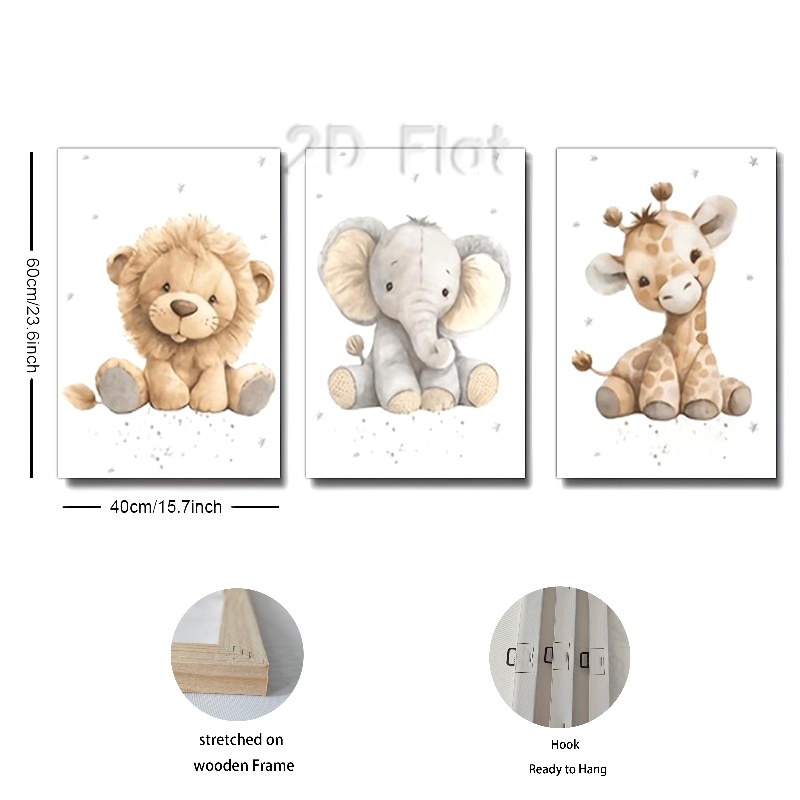 2D Flat
60cm/23.6inch
40cm/15.7inch
stretched on
wooden Frame
Hook
Ready to Hang